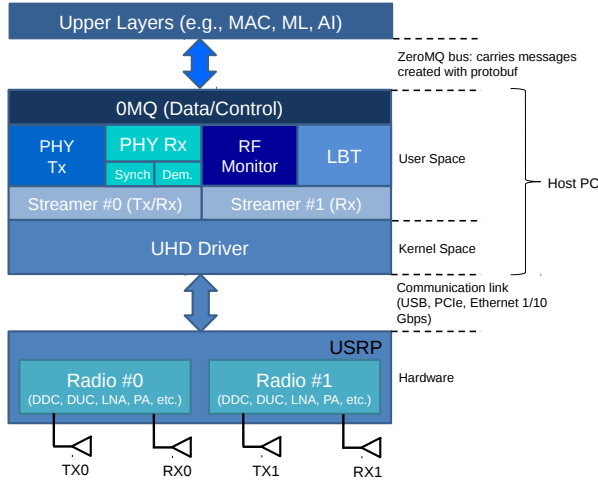 Upper Layers (e.g., MAC, ML, AI)
ZeroMQ bus: carries messages
created with protobuf
0MQ (Data/Control)
PHY
Tx
PHY Rx
Synch
Dem.
RF
Monitor
LBT
User Space
Host PC
Streamer #0 (Tx/Rx)
Streamer #1 (Rx)
UHD Driver
Kernel Space
Communication link
(USB, PCIe, Ethernet 1/10
Gbps)
USRP
Radio #0
(DDC, DUC, LNA, PA, etc.)
Radio #1
(DDC, DUC, LNA, PA, etc.)
Hardware
TX0
RX0
TX1
RX1